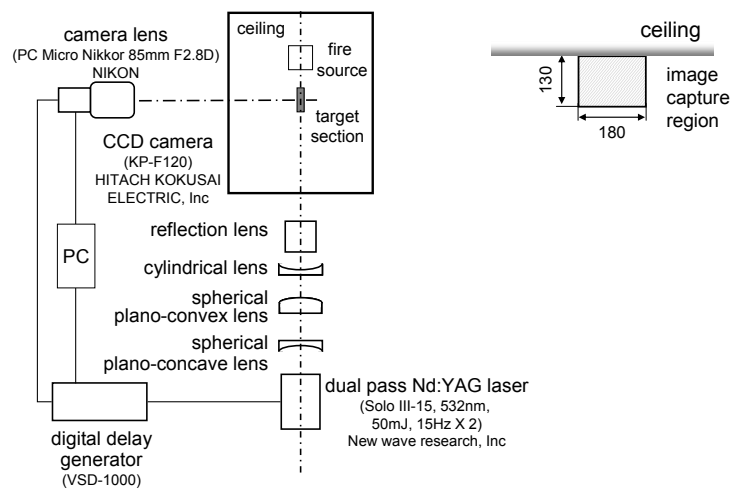 camera lens
(PC Micro Nikkor 85mm F2.8D)
NIKON
CCD camera
(KP-F120)
HITACH KOKUSAI
ELECTRIC, Inc
ceiling
fire
source
target
section
PC
reflection lens
cylindrical lens
spherical
plano-convex lens
spherical
plano-concave lens
dual pass Nd:YAG laser
(Solo III-15, 532nm,
50mJ, 15Hz X 2)
New wave research, Inc
digital delay
generator
(VSD-1000)
ceiling
130
180
image
capture
region